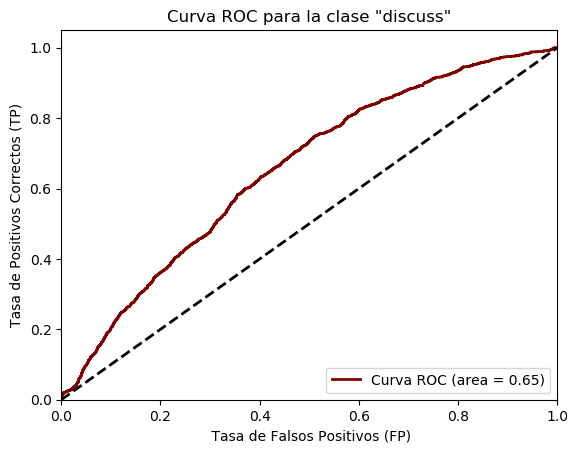 Curva ROC para la clase "discuss"
Tasa de Positivos Correctos (TP)
1.0
0.8
0.6
0.4
0.2
0.0
0.0 0.2 0.4 0.6 0.8 1.0
Curva ROC (area = 0.65)
Tasa de Falsos Positivos (FP)